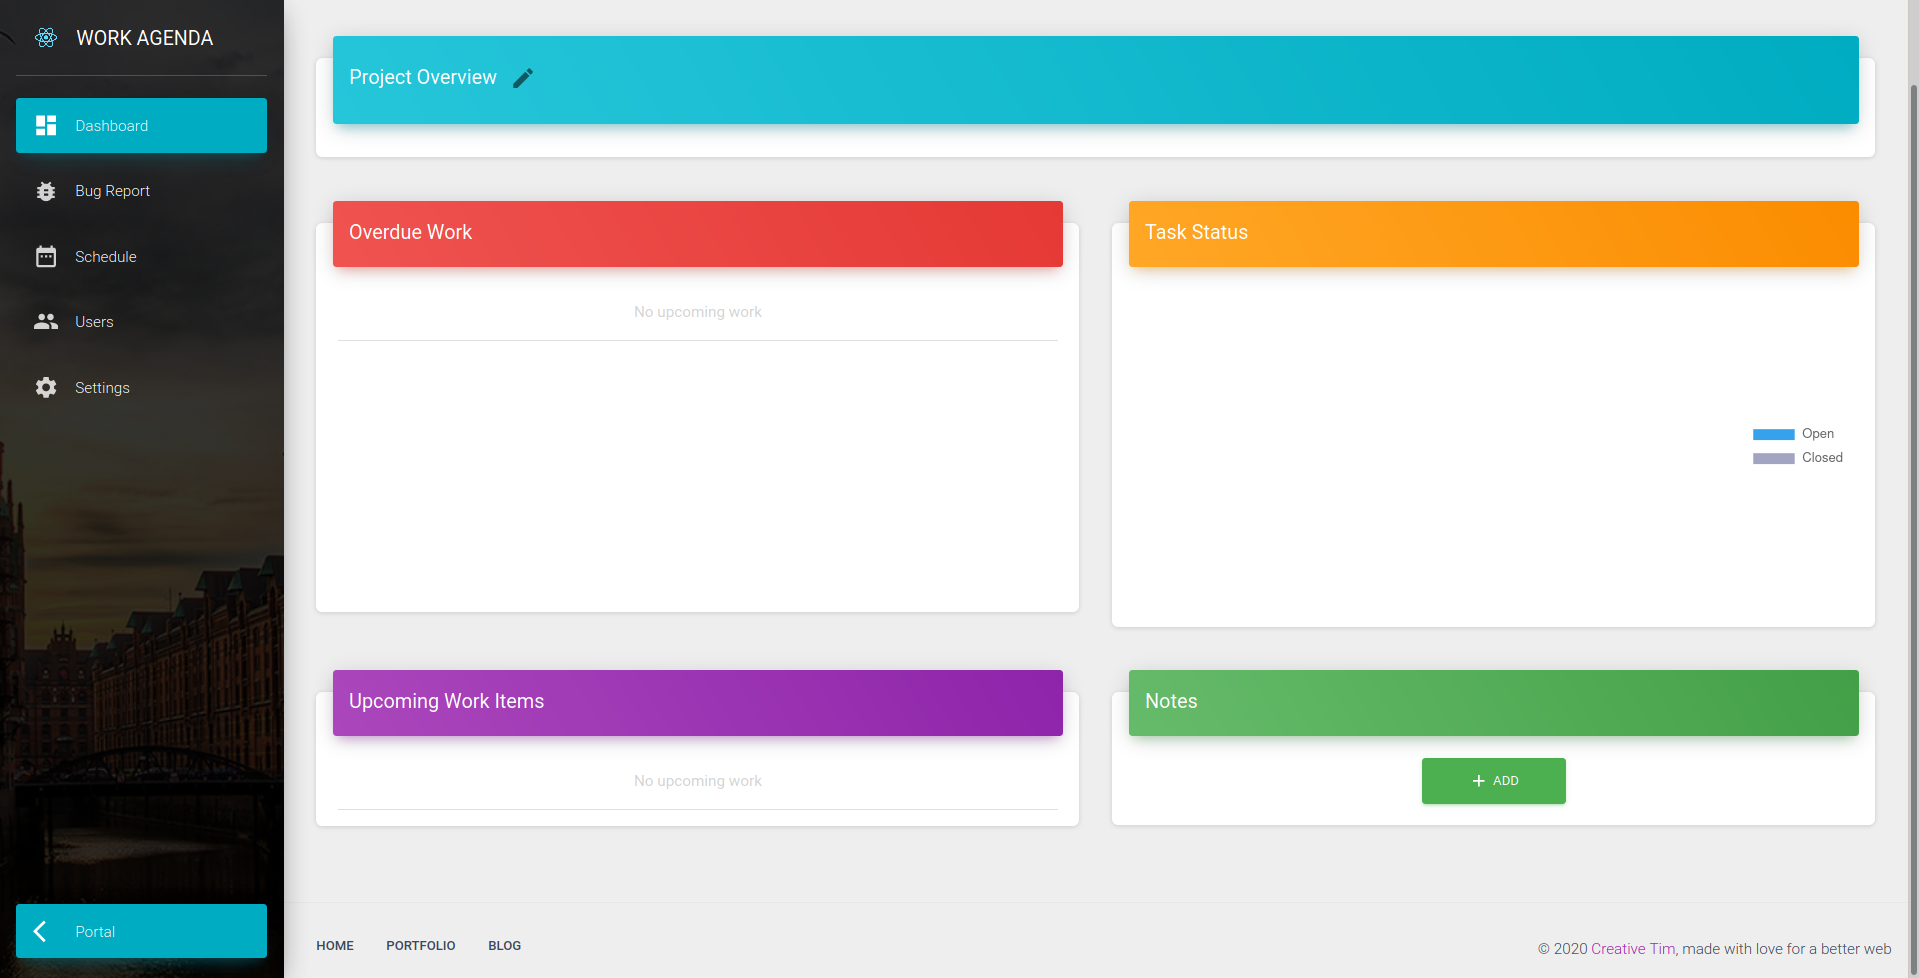 WORK AGENDA
Dashboard
Bug Report
Schedule
Users
Settings
Portal
Project Overview
Overdue Work
No upcoming work
Task Status
Open
Closed
Upcoming Work Items
No upcoming work
Notes
ADD
HOME PORTFOLIO BLOG
© 2020 Creative Tim, made with love for a better web